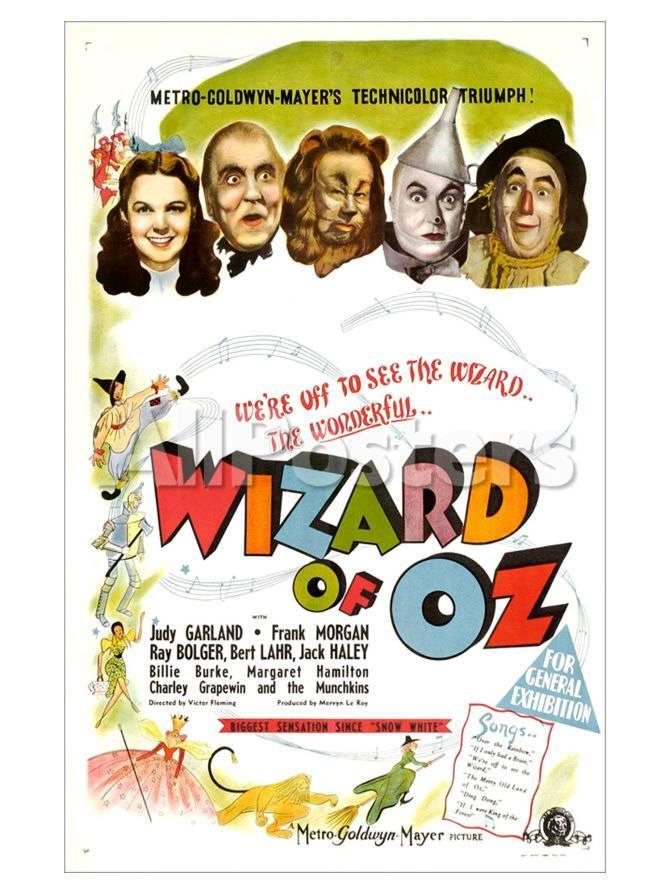 METRO-GOLDWYN-MAYER'S TECHNICOLOR TRIUMPH!
WE'RE OFF TO SEE THE WIZARD..
THE WONDERFUL..
AllPosters
WIZARD
OF OZ
WITH
Judy GARLAND • Frank MORGAN
Ray BOLGER, Bert LAHR, Jack HALEY
Billie Burke, Margaret Hamilton
Charley Grapewin and the Munchkins
Directed by Victor Fleming Produced by Mervyn Le Roy
FOR
GENERAL
EXHIBITION
BIGGEST SENSATION SINCE "SNOW WHITE"
Songs..
"Over the Rainbow,"
"If I only had a Brain,"
"We're off to see the
Wizard,"
"The Merry Old Land
of Oz,"
"Ding Dong,"
"If I were King of the
Forest"
A Metro-Goldwyn-Mayer PICTURE